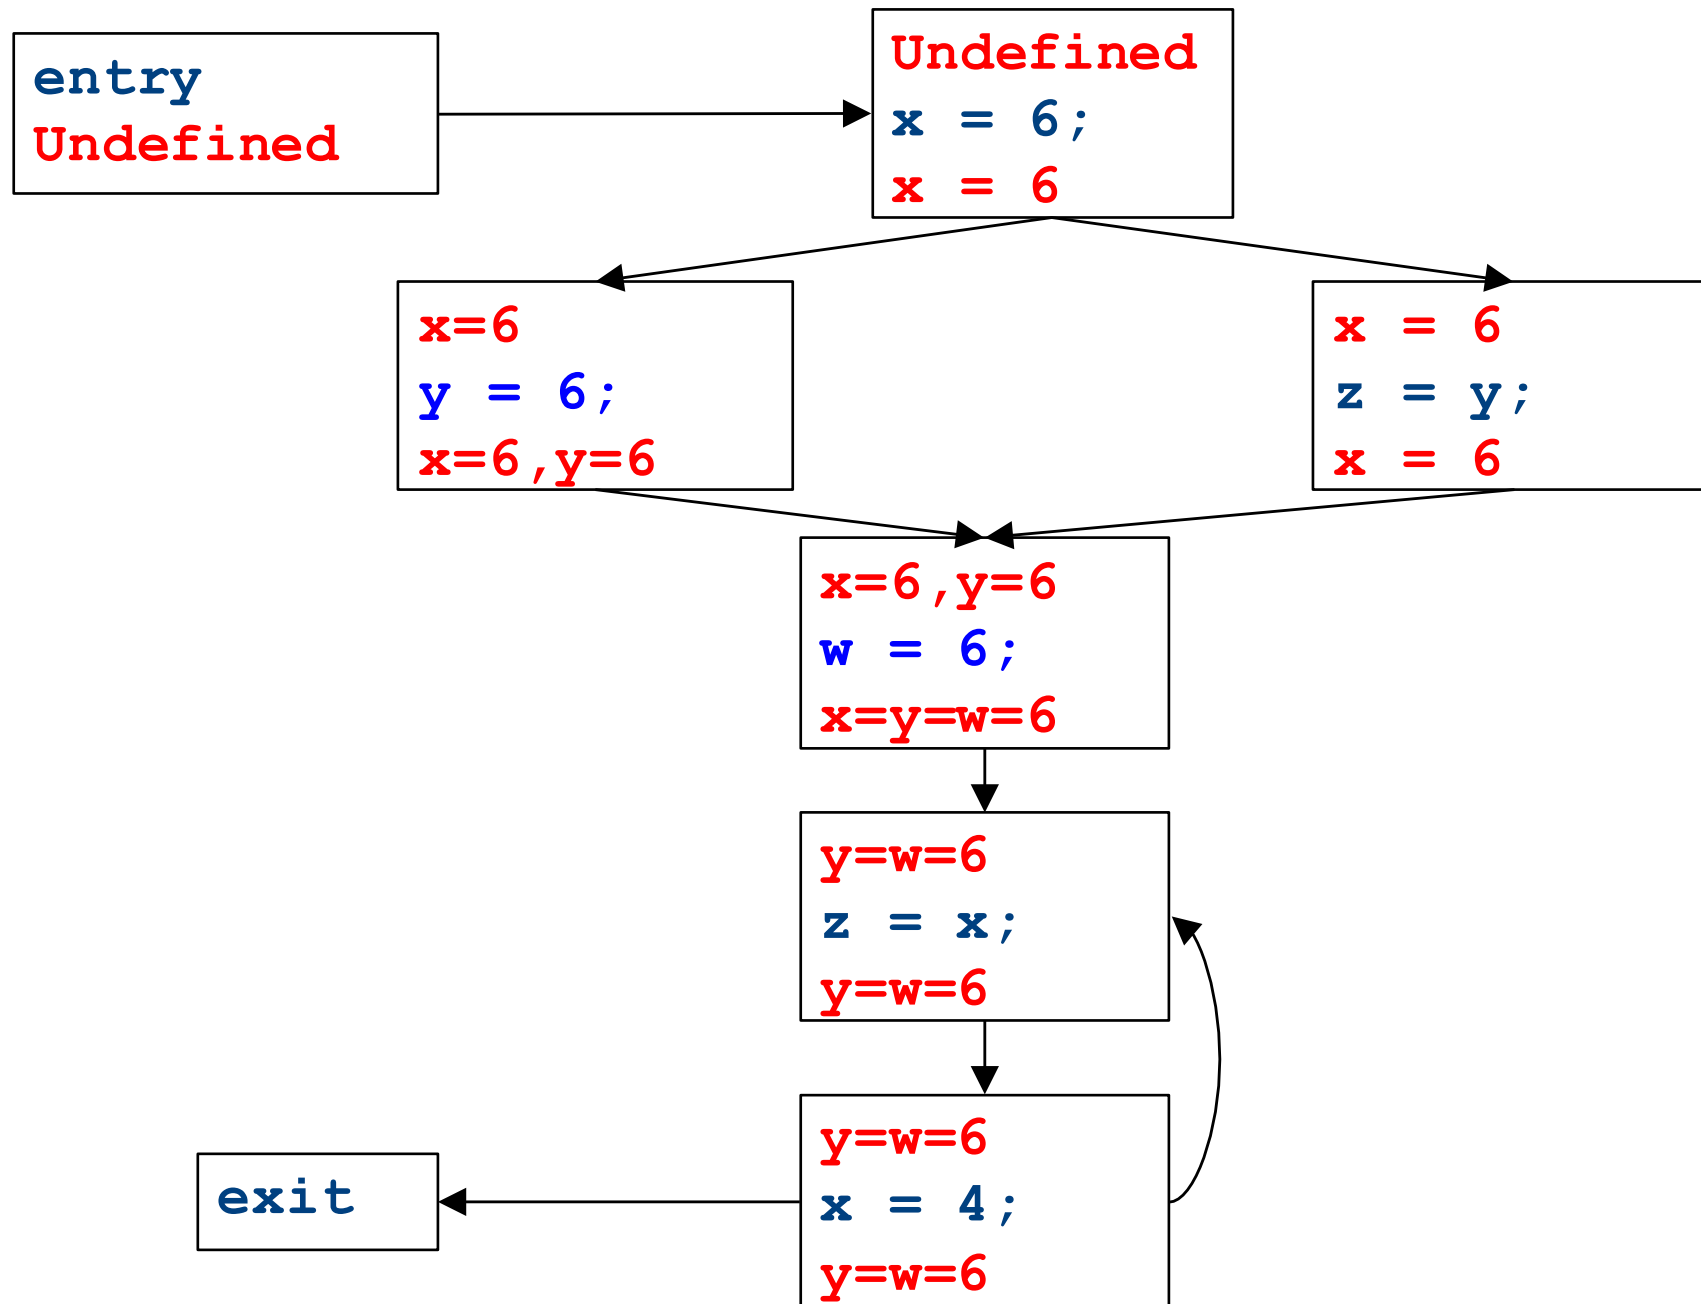 entry
Undefined
Undefined
x = 6;
x = 6
x=6
y = 6;
x=6,y=6
x = 6
z = y;
x = 6
x=6,y=6
w = 6;
x=y=w=6
y=w=6
z = x;
y=w=6
y=w=6
x = 4;
y=w=6
exit